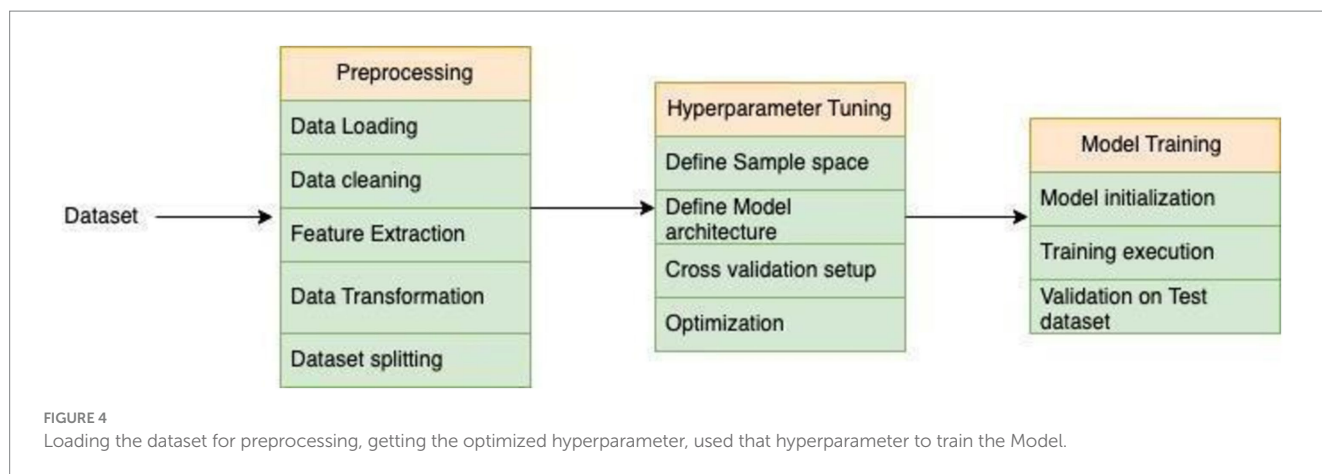 Dataset
Preprocessing
Data Loading
Data cleaning
Feature Extraction
Data Transformation
Dataset splitting
Hyperparameter Tuning
Define Sample space
Define Model
architecture
Cross validation setup
Optimization
Model Training
Model initialization
Training execution
Validation on Test
dataset
FIGURE 4
Loading the dataset for preprocessing, getting the optimized hyperparameter, used that hyperparameter to train the Model.